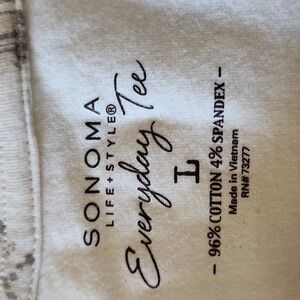 SONOMA
LIFE + STYLE®
Everyday Tee
L
- 96% COTTON 4% SPANDEX -
Made in Vietnam
RN# 73277